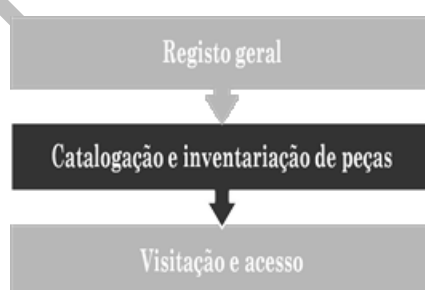 Registo geral
Catalogação e inventariação de peças
Visitação e acesso